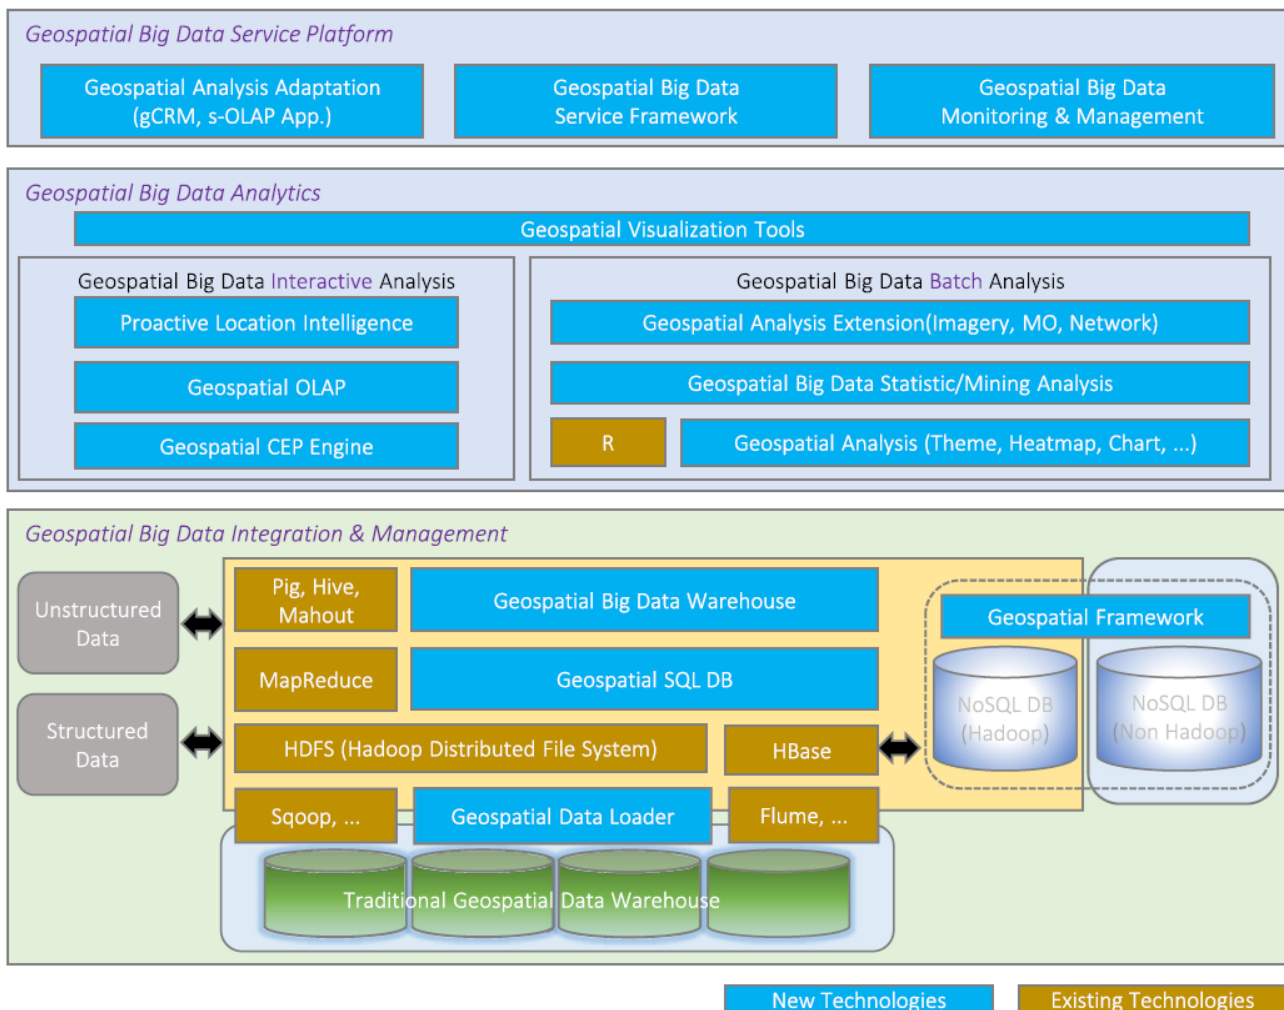 Geospatial Big Data Service Platform
Geospatial Analysis Adaptation
(gCRM, s-OLAP App.)
Geospatial Big Data
Service Framework
Geospatial Big Data
Monitoring & Management
Geospatial Big Data Analytics
Geospatial Visualization Tools
Geospatial Big Data Interactive Analysis
Proactive Location Intelligence
Geospatial OLAP
Geospatial CEP Engine
Geospatial Big Data Batch Analysis
Geospatial Analysis Extension(Imagery, MO, Network)
Geospatial Big Data Statistic/Mining Analysis
R
Geospatial Analysis (Theme, Heatmap, Chart, ...)
Geospatial Big Data Integration & Management
Unstructured
Data
Structured
Data
Pig, Hive,
Mahout
Geospatial Big Data Warehouse
MapReduce
Geospatial SQL DB
HDFS (Hadoop Distributed File System)
HBase
Sqoop, ...
Geospatial Data Loader
Flume, ...
Geospatial Framework
NoSQL DB
(Hadoop)
NoSQL DB
(Non Hadoop)
Traditional Geospatial Data Warehouse
New Technologies
Existing Technologies